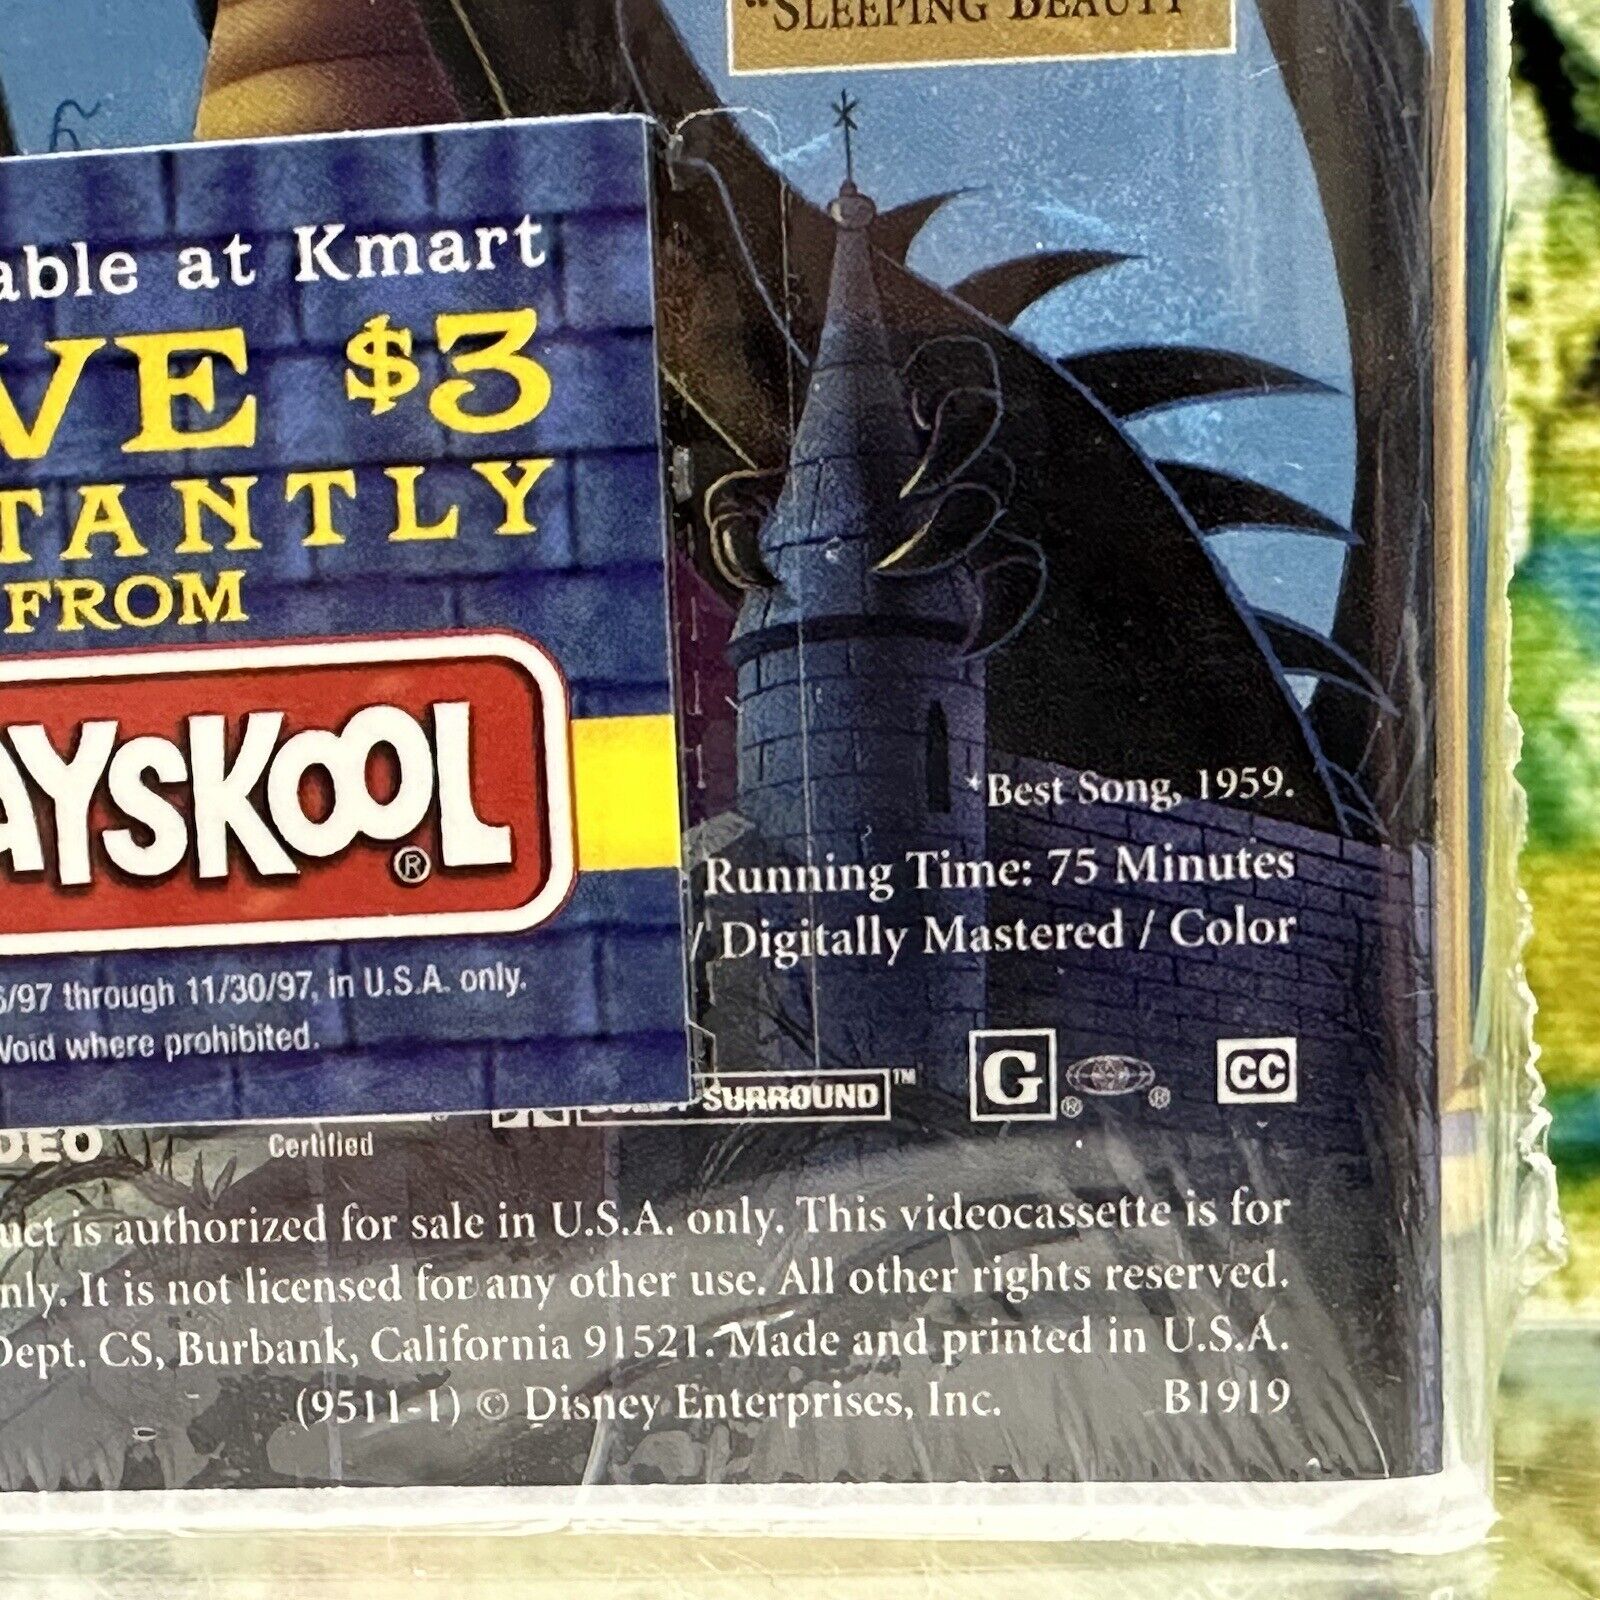 "SLEEPING BEAUTY"
able at Kmart
VE $3
TANTLY
FROM
AYSKOOL®
/97 through 11/30/97, in U.S.A. only.
Void where prohibited.
*Best Song, 1959.
Running Time: 75 Minutes
/ Digitally Mastered / Color
SURROUND™
G® ® CC
DEO
Certified
uct is authorized for sale in U.S.A. only. This videocassette is for
nly. It is not licensed for any other use. All other rights reserved.
Dept. CS, Burbank, California 91521. Made and printed in U.S.A.
(9511-1) © Disney Enterprises, Inc. B1919